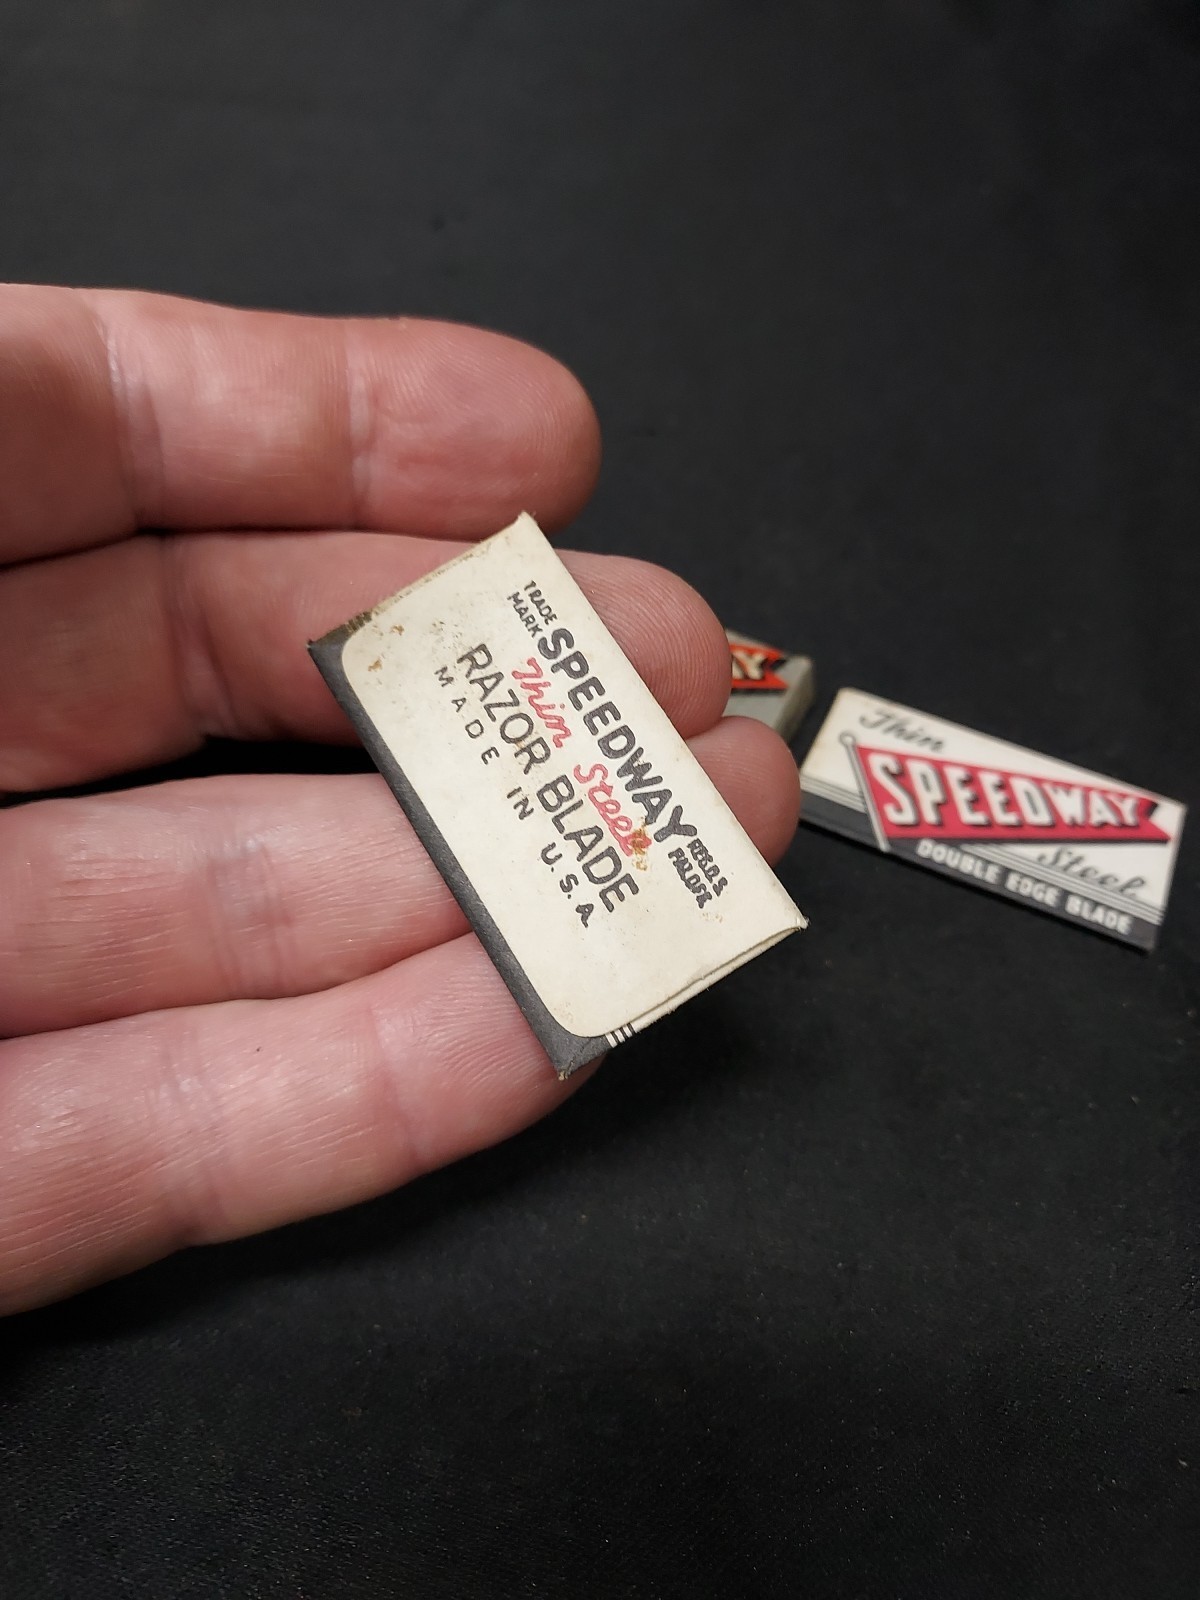 TRADE
MARK
SPEEDWAY
Thin Steel
RAZOR BLADE
MADE IN U.S.A
Thin
SPEEDWAY
Steel
DOUBLE EDGE BLADE